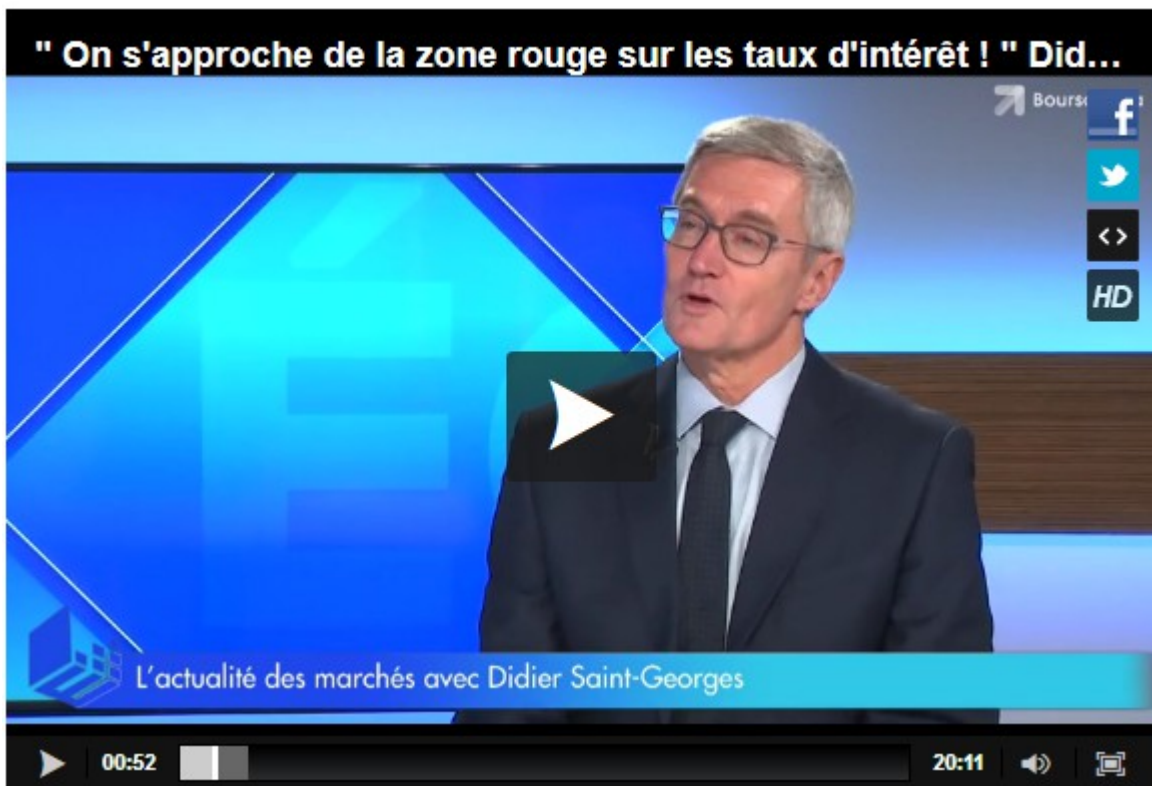 " On s'approche de la zone rouge sur les taux d'intérêt ! " Did...
Bours
f
HD
É
L'actualité des marchés avec Didier Saint-Georges
00:52
20:11